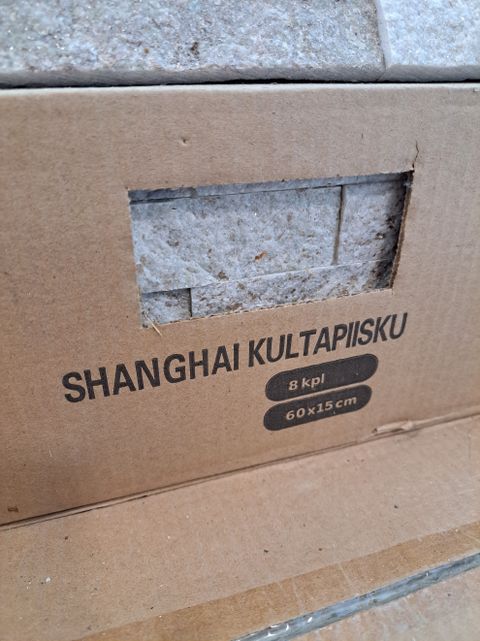 SHANGHAI KULTAPIISKU
8 kpl
60x15 cm